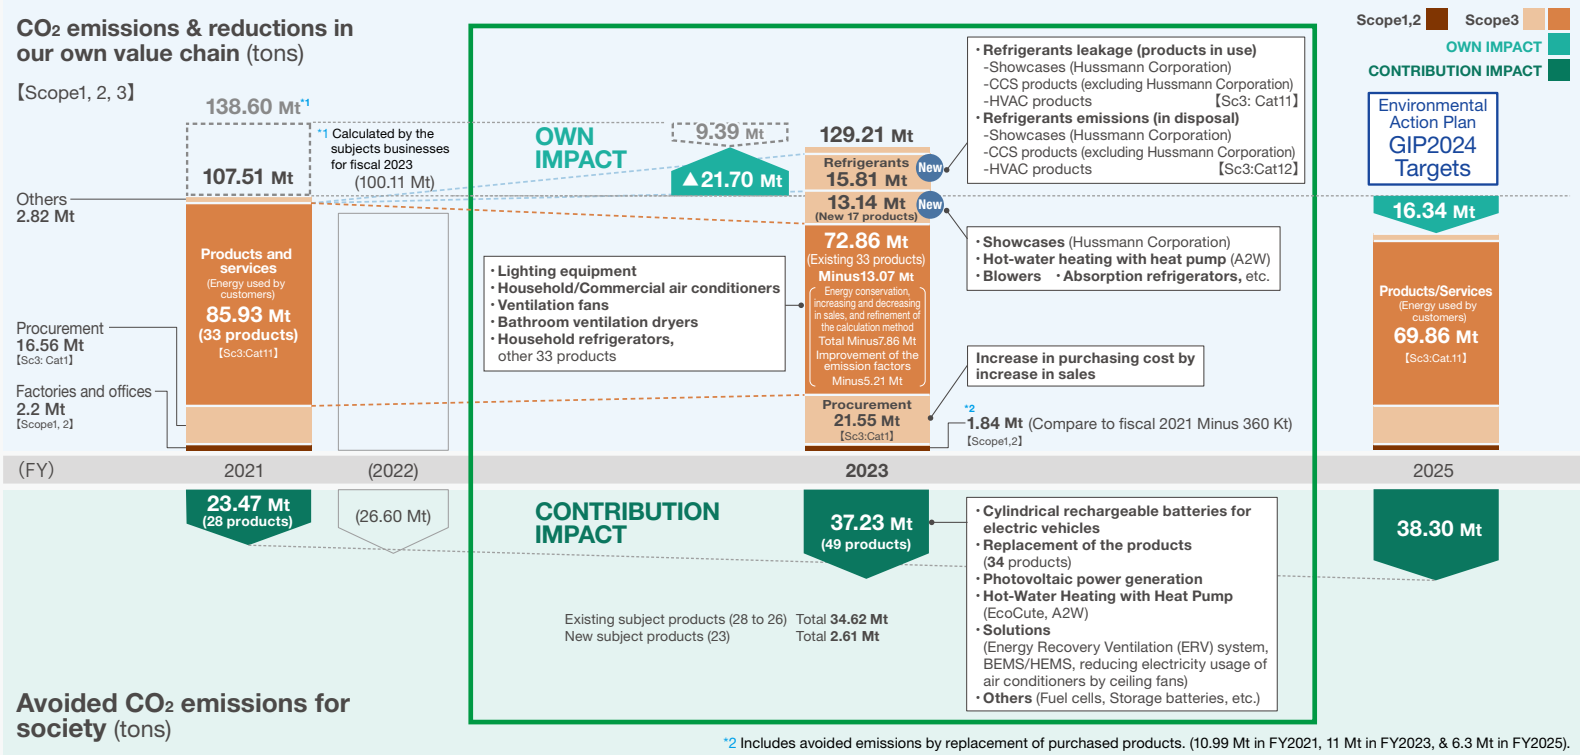 CO2 emissions & reductions in
our own value chain (tons)
【Scope1, 2, 3】
Scope1,2
Scope3
OWN IMPACT
CONTRIBUTION IMPACT
138.60 Mt*1
*1 Calculated by the
subjects businesses
for fiscal 2023
(100.11 Mt)
107.51 Mt
Others
2.82 Mt
Products and
services
(Energy used by
customers)
85.93 Mt
(33 products)
【Sc3: Cat11】
Procurement
16.56 Mt
【Sc3: Cat1】
Factories and offices
2.2 Mt
【Scope1, 2】
OWN
IMPACT
9.39 Mt
▲21.70 Mt
129.21 Mt
Refrigerants
15.81 Mt
New
13.14 Mt
(New 17 products)
New
72.86 Mt
(Existing 33 products)
Minus13.07 Mt
Energy conservation,
increasing and decreasing
in sales, and refinement of
the calculation method
Total Minus7.86 Mt
Improvement of the
emission factors
Minus5.21 Mt
Procurement
21.55 Mt
【Sc3:Cat1】
・Lighting equipment
・Household/Commercial air conditioners
・Ventilation fans
・Bathroom ventilation dryers
・Household refrigerators,
other 33 products
・Refrigerants leakage (products in use)
-Showcases (Hussmann Corporation)
-CCS products (excluding Hussmann Corporation)
-HVAC products 【Sc3: Cat11】
・Refrigerants emissions (in disposal)
-Showcases (Hussmann Corporation)
-CCS products (excluding Hussmann Corporation)
-HVAC products 【Sc3:Cat12】
・Showcases (Hussmann Corporation)
・Hot-water heating with heat pump (A2W)
・Blowers ・Absorption refrigerators, etc.
Increase in purchasing cost by
increase in sales
*2
1.84 Mt (Compare to fiscal 2021 Minus 360 Kt)
【Scope1,2】
Environmental
Action Plan
GIP2024
Targets
16.34 Mt
Products/Services
(Energy used by
customers)
69.86 Mt
【Sc3:Cat.11】
(FY) 2021 (2022) 2023 2025
23.47 Mt
(28 products)
(26.60 Mt)
CONTRIBUTION
IMPACT
37.23 Mt
(49 products)
Existing subject products (28 to 26) Total 34.62 Mt
New subject products (23) Total 2.61 Mt
・Cylindrical rechargeable batteries for
electric vehicles
・Replacement of the products
(34 products)
・Photovoltaic power generation
・Hot-Water Heating with Heat Pump
(EcoCute, A2W)
・Solutions
(Energy Recovery Ventilation (ERV) system,
BEMS/HEMS, reducing electricity usage of
air conditioners by ceiling fans)
・Others (Fuel cells, Storage batteries, etc.)
38.30 Mt
Avoided CO2 emissions for
society (tons)
*2 Includes avoided emissions by replacement of purchased products. (10.99 Mt in FY2021, 11 Mt in FY2023, & 6.3 Mt in FY2025).